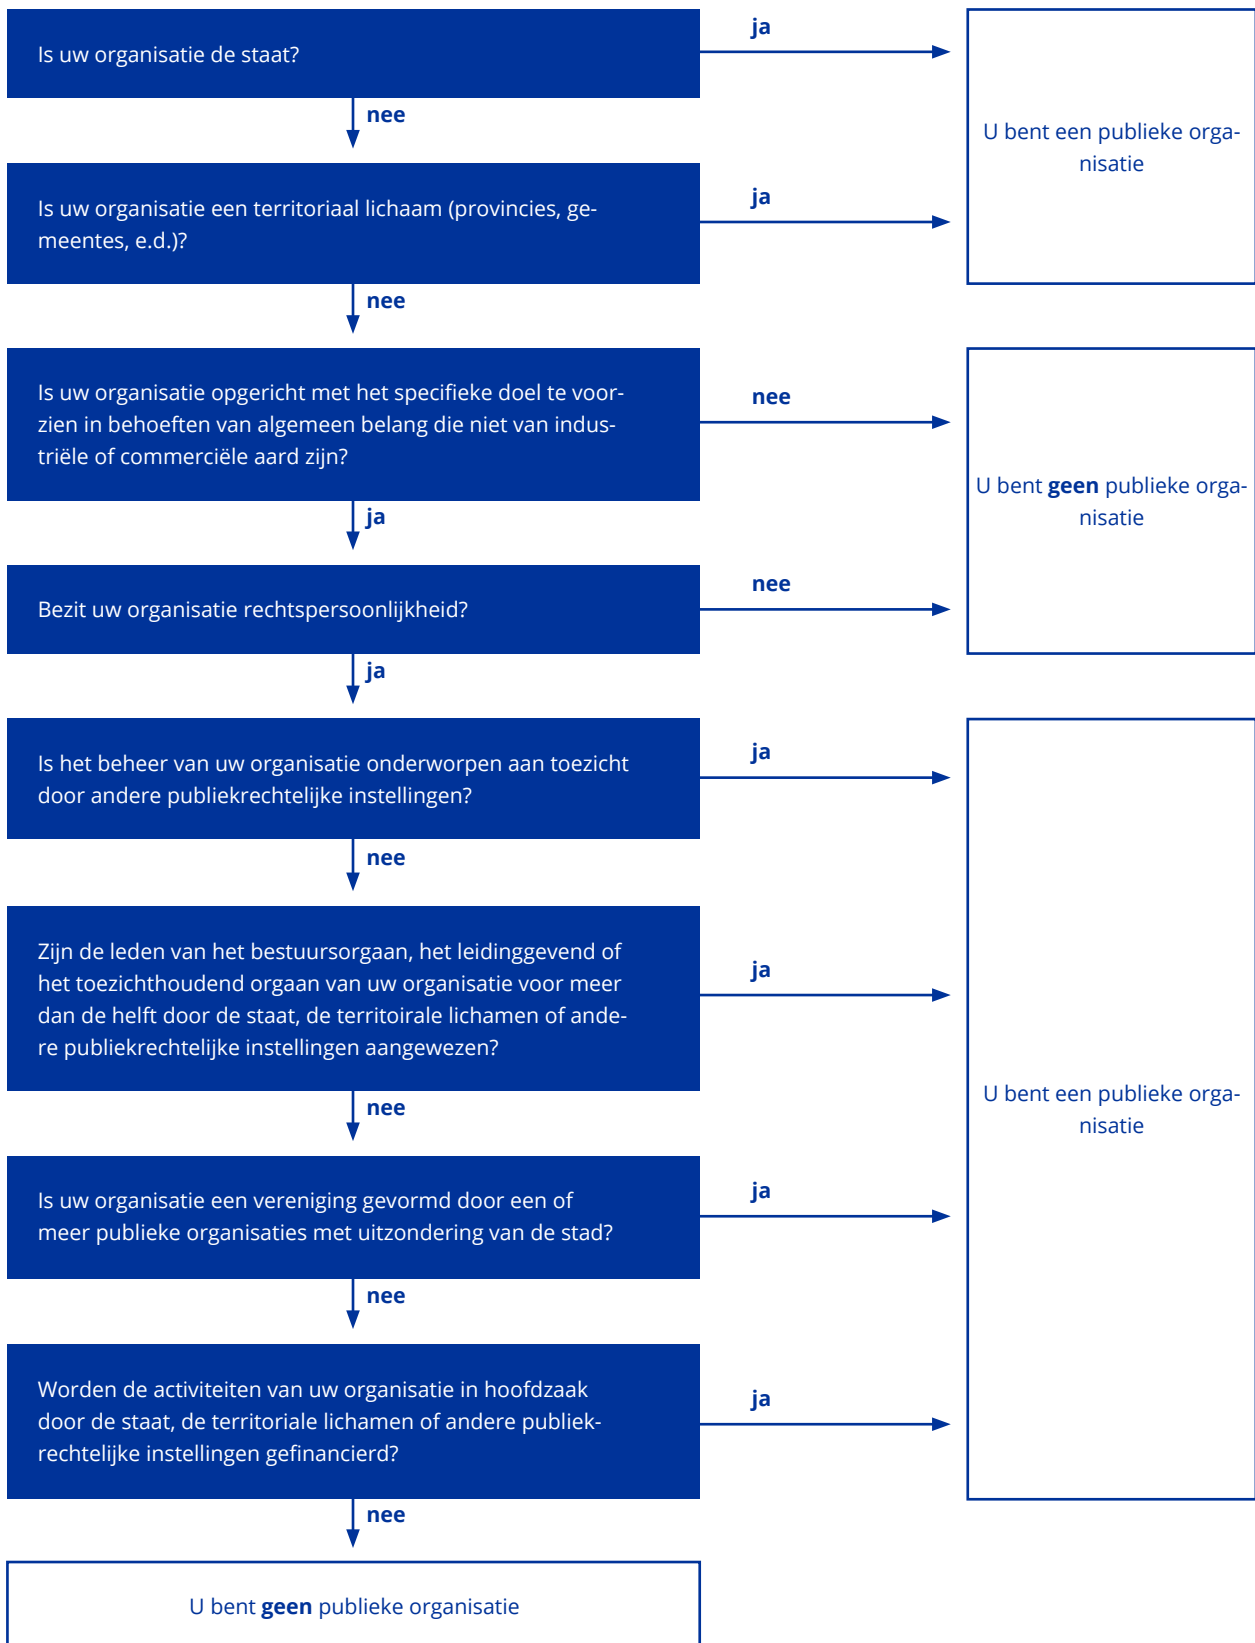 Is uw organisatie de staat?
ja
nee
U bent een publieke orga-
nisatie
Is uw organisatie een territoriaal lichaam (provincies, ge-
meentes, e.d.)?
ja
nee
Is uw organisatie opgericht met het specifieke doel te voor-
zien in behoeften van algemeen belang die niet van indus-
triële of commerciële aard zijn?
nee
ja
U bent geen publieke orga-
nisatie
Bezit uw organisatie rechtspersoonlijkheid?
nee
ja
Is het beheer van uw organisatie onderworpen aan toezicht
door andere publiekrechtelijke instellingen?
ja
nee
Zijn de leden van het bestuursorgaan, het leidinggevend of
het toezichthoudend orgaan van uw organisatie voor meer
dan de helft door de staat, de territoirale lichamen of ande-
re publiekrechtelijke instellingen aangewezen?
ja
nee
U bent een publieke orga-
nisatie
Is uw organisatie een vereniging gevormd door een of
meer publieke organisaties met uitzondering van de stad?
ja
nee
Worden de activiteiten van uw organisatie in hoofdzaak
door de staat, de territoriale lichamen of andere publiek-
rechtelijke instellingen gefinancierd?
ja
nee
U bent geen publieke organisatie